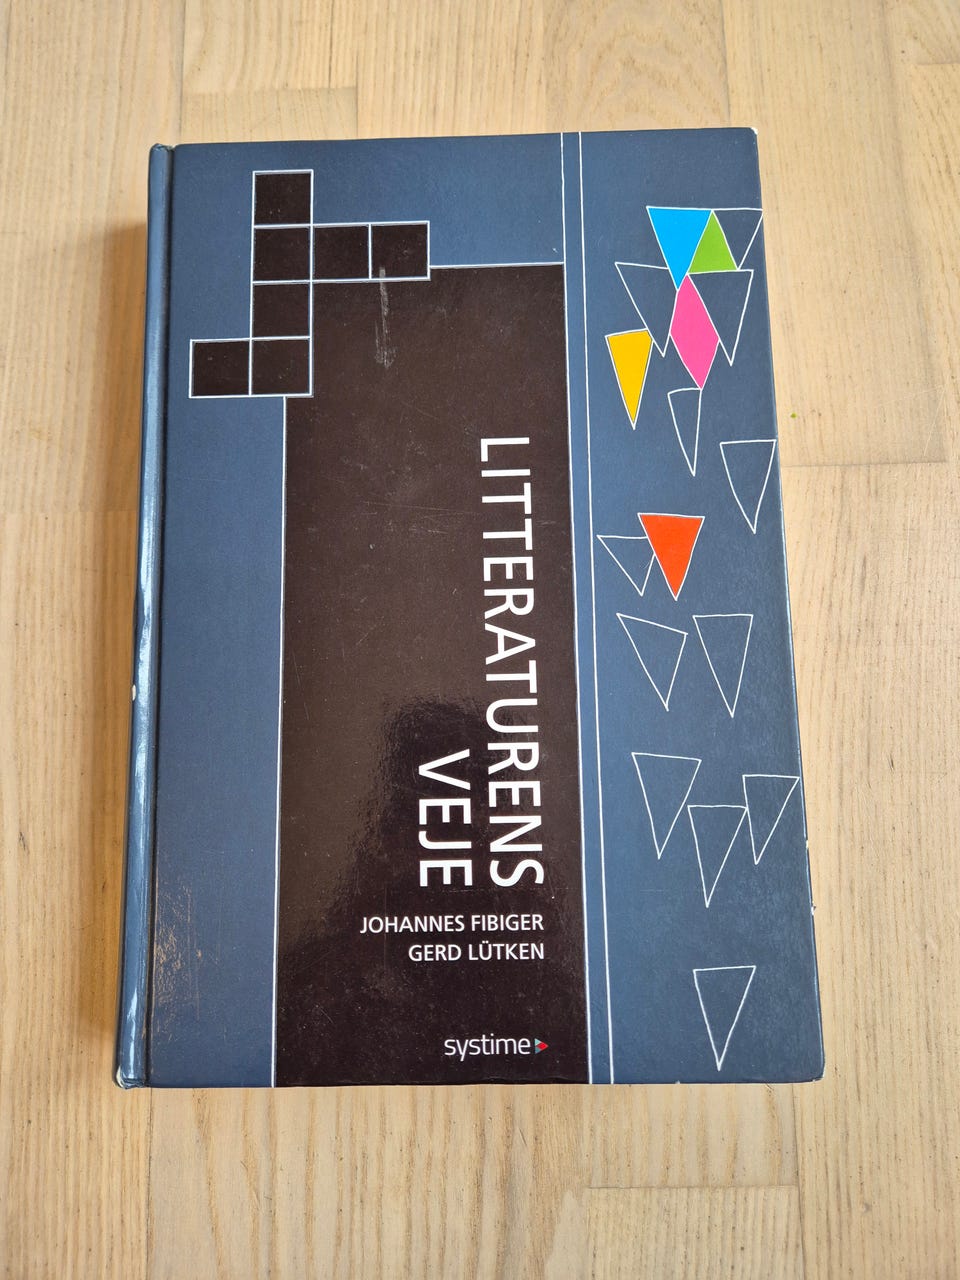 LITTERATURENS
VEJE
JOHANNES FIBIGER
GERD LÜTKEN
systime